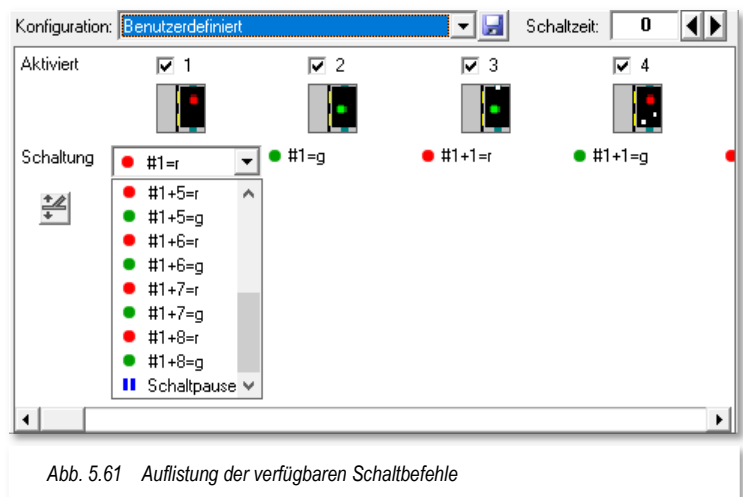 Konfiguration: Benutzerdefiniert Schaltzeit: 0
Aktiviert 1 2 3 4
Schaltung #1=r #1=g #1+1=r #1+1=g
#1+5=r
#1+5=g
#1+6=r
#1+6=g
#1+7=r
#1+7=g
#1+8=r
#1+8=g
Schaltpause
Abb. 5.61 Auflistung der verfügbaren Schaltbefehle